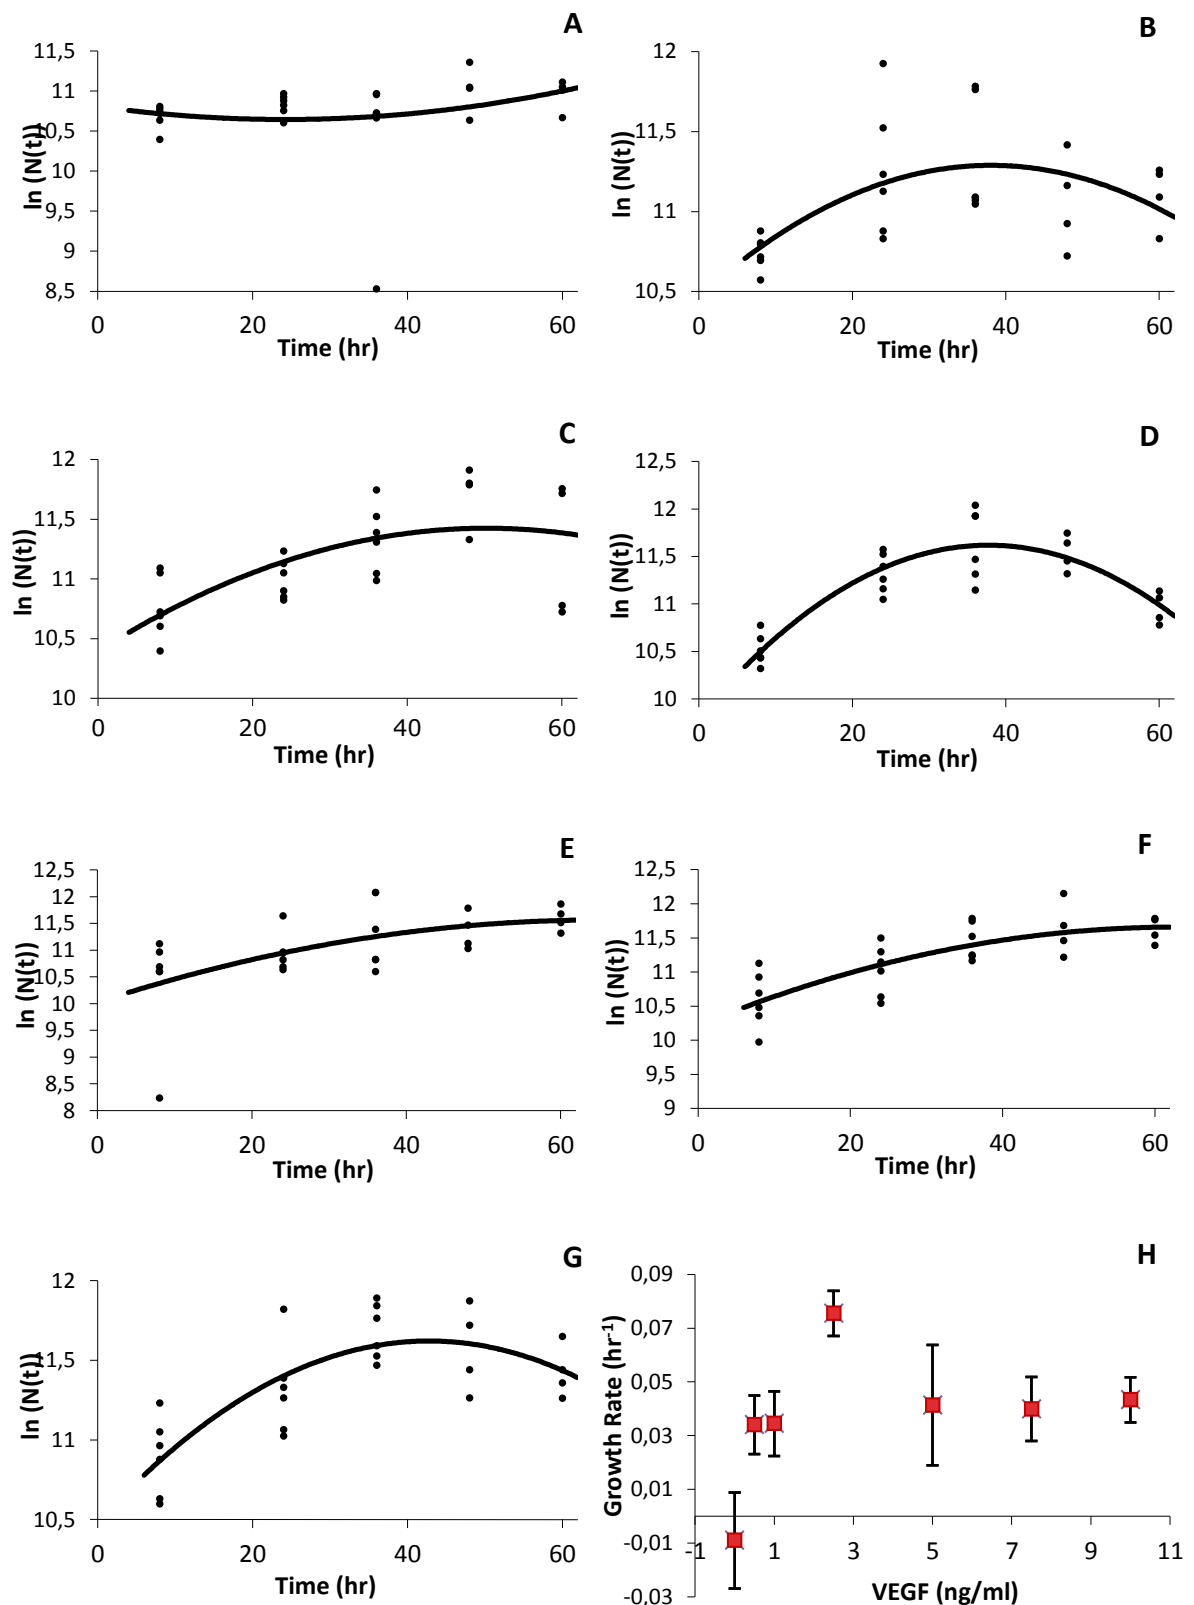 A
11,5
11
10,5
10
9,5
9
8,5
0 20 40 60
ln (N(t))
Time (hr)
B
12
11,5
11
10,5
0 20 40 60
ln (N(t))
Time (hr)
C
12
11,5
11
10,5
10
0 20 40 60
ln (N(t))
Time (hr)
D
12,5
12
11,5
11
10,5
10
0 20 40 60
ln (N(t))
Time (hr)
E
12,5
12
11,5
11
10,5
10
9,5
9
8,5
8
0 20 40 60
ln (N(t))
Time (hr)
F
12,5
12
11,5
11
10,5
10
9,5
9
0 20 40 60
ln (N(t))
Time (hr)
G
12
11,5
11
10,5
0 20 40 60
ln (N(t))
Time (hr)
H
0,09
0,07
0,05
0,03
0,01
-0,01
-0,03
-1 1 3 5 7 9 11
Growth Rate (hr⁻¹)
VEGF (ng/ml)